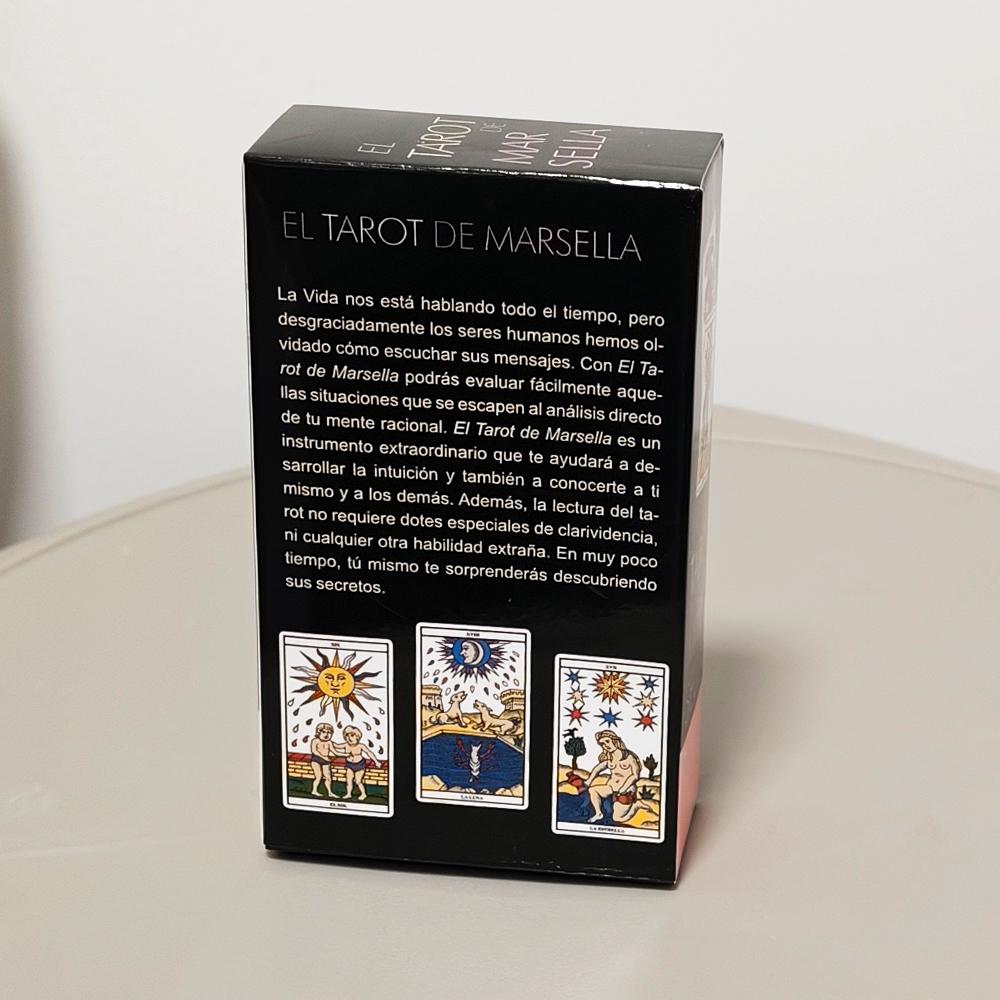 EL
TAROT
DE
MAR
SELLA
EL TAROT DE MARSELLA
La Vida nos está hablando todo el tiempo, pero
desgraciadamente los seres humanos hemos ol-
vidado cómo escuchar sus mensajes. Con El Ta-
rot de Marsella podrás evaluar fácilmente aque-
llas situaciones que se escapen al análisis directo
de tu mente racional. El Tarot de Marsella es un
instrumento extraordinario que te ayudará a de-
sarrollar la intuición y también a conocerte a ti
mismo y a los demás. Además, la lectura del ta-
rot no requiere dotes especiales de clarividencia,
ni cualquier otra habilidad extraña. En muy poco
tiempo, tú mismo te sorprenderás descubriendo
sus secretos.
XIX
EL SOL
XVIII
LA LUNA
XVII
LA ESTRELLA